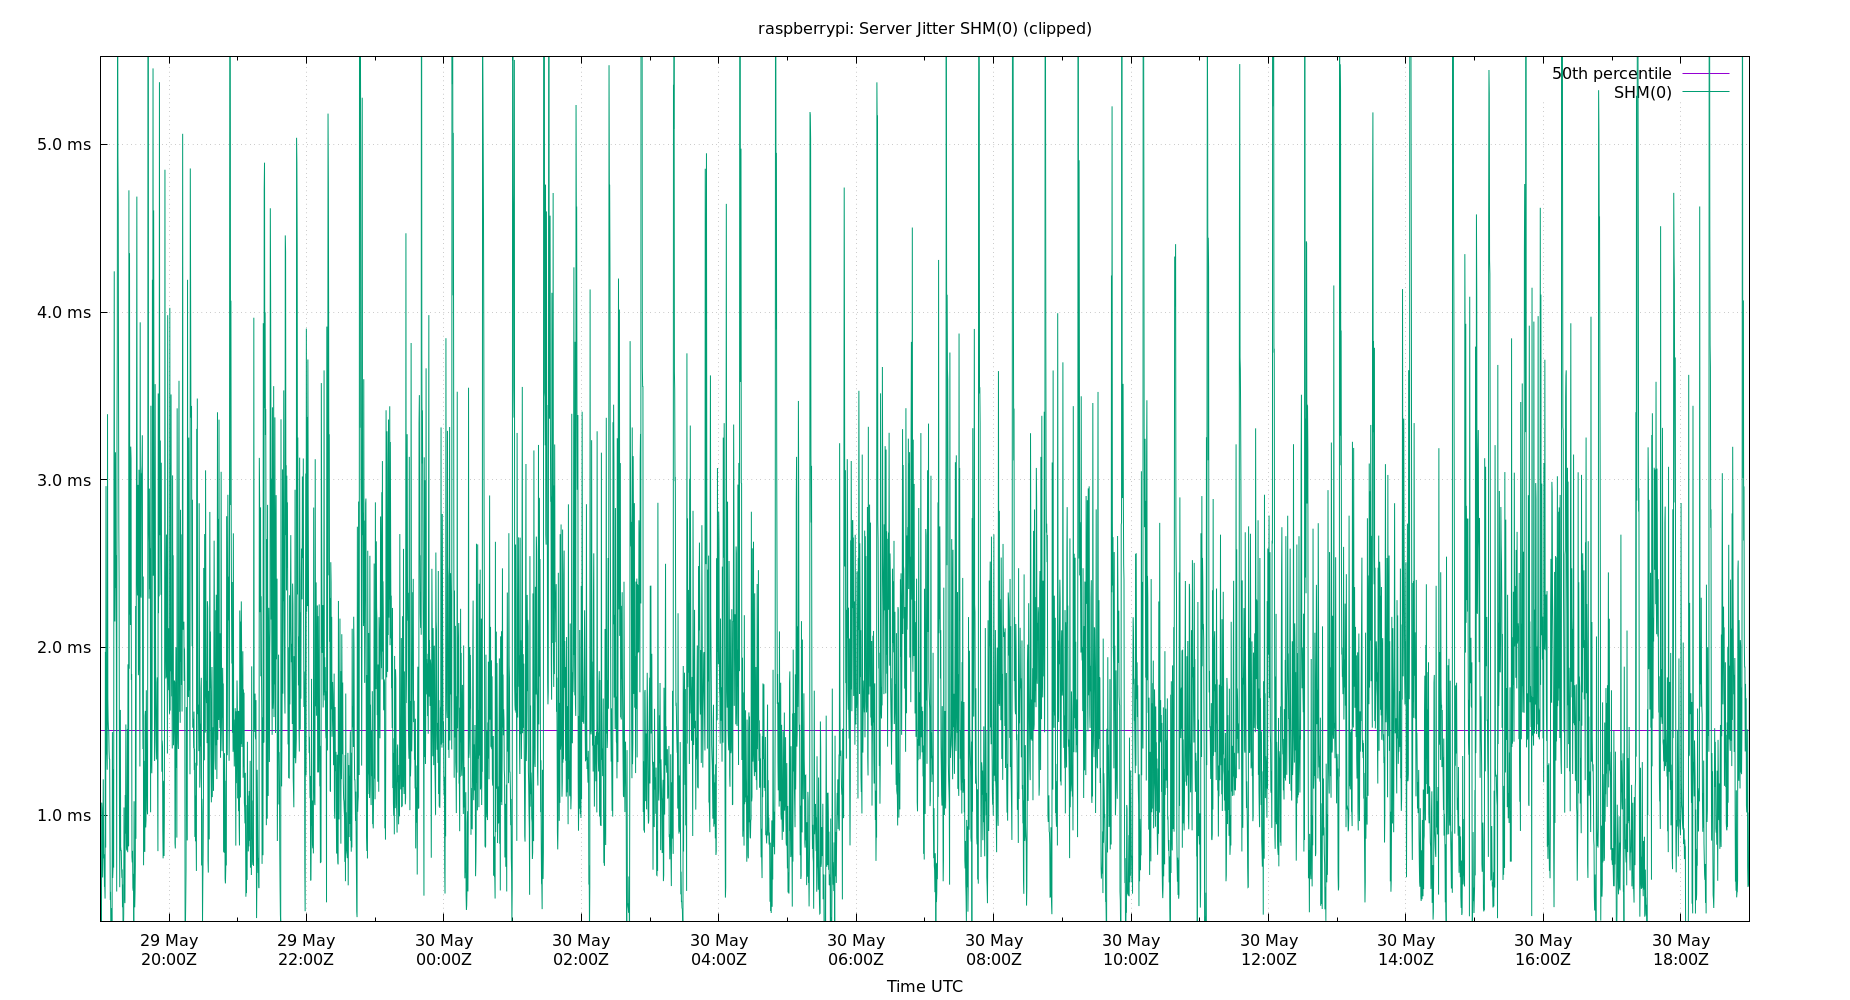 raspberrypi: Server Jitter SHM(0) (clipped)
50th percentile
SHM(0)
5.0 ms
4.0 ms
3.0 ms
2.0 ms
1.0 ms
29 May 29 May 30 May 30 May 30 May 30 May 30 May 30 May 30 May 30 May 30 May 30 May
20:00Z 22:00Z 00:00Z 02:00Z 04:00Z 06:00Z 08:00Z 10:00Z 12:00Z 14:00Z 16:00Z 18:00Z
Time UTC